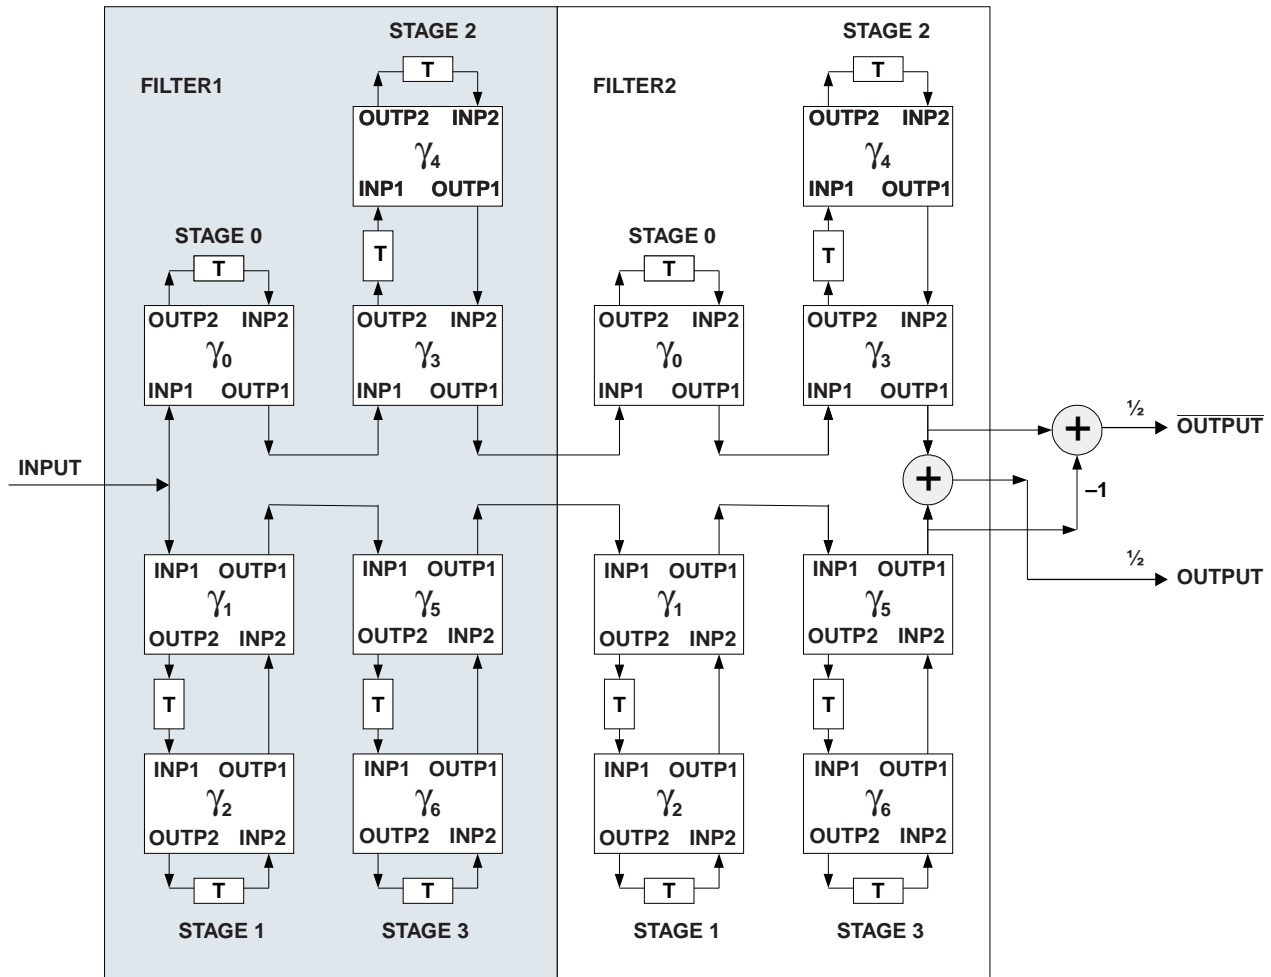 STAGE 2
STAGE 2
T
T
FILTER1
FILTER2
OUTP2 INP2
γ4
INP1 OUTP1
OUTP2 INP2
γ4
INP1 OUTP1
STAGE 0
T
T
STAGE 0
T
T
OUTP2 INP2
γ0
INP1 OUTP1
OUTP2 INP2
γ3
INP1 OUTP1
OUTP2 INP2
γ0
INP1 OUTP1
OUTP2 INP2
γ3
INP1 OUTP1
½
OUTPUT
+
INPUT
+
–1
½
OUTPUT
INP1 OUTP1
γ1
OUTP2 INP2
INP1 OUTP1
γ5
OUTP2 INP2
INP1 OUTP1
γ1
OUTP2 INP2
INP1 OUTP1
γ5
OUTP2 INP2
T
T
T
T
INP1 OUTP1
γ2
OUTP2 INP2
INP1 OUTP1
γ6
OUTP2 INP2
INP1 OUTP1
γ2
OUTP2 INP2
INP1 OUTP1
γ6
OUTP2 INP2
T
T
T
T
STAGE 1
STAGE 3
STAGE 1
STAGE 3